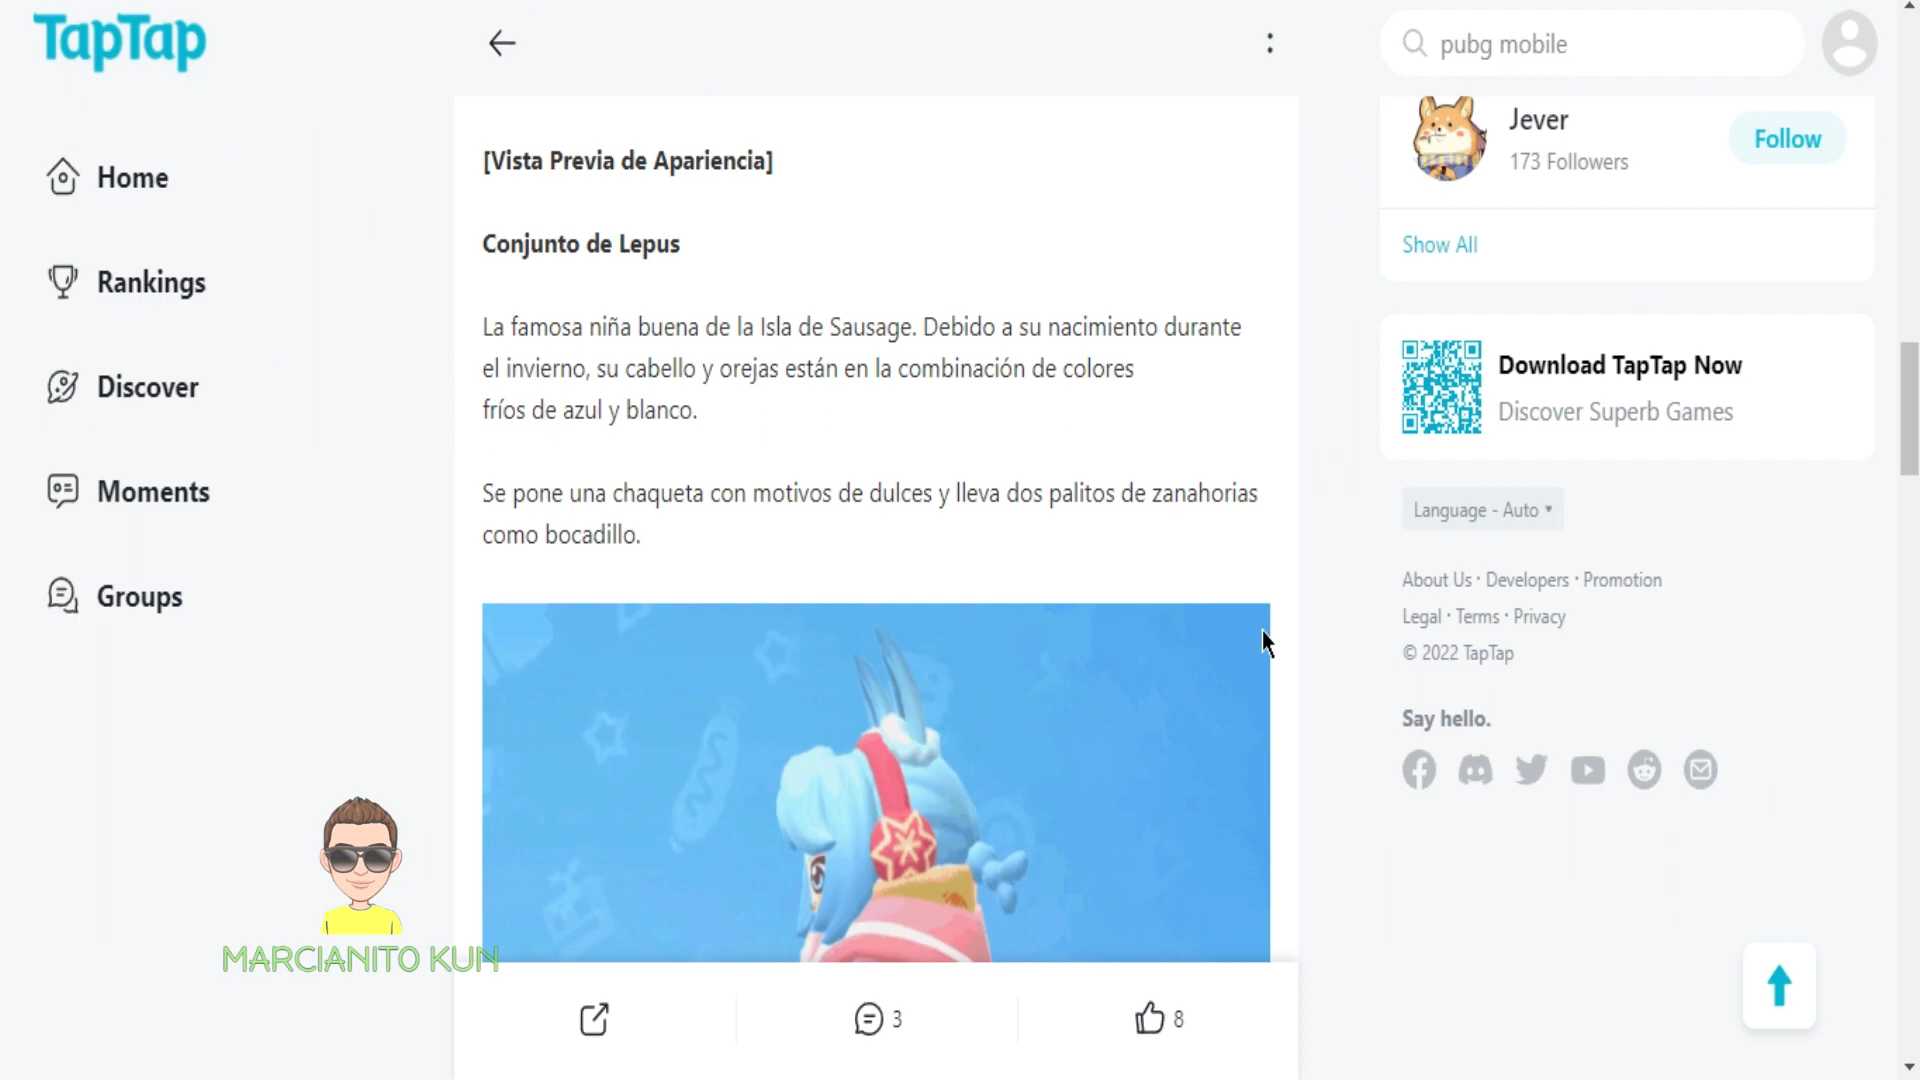 TapTap
Home
Rankings
Discover
Moments
Groups
[Vista Previa de Apariencia]
Conjunto de Lepus
La famosa niña buena de la Isla de Sausage. Debido a su nacimiento durante
el invierno, su cabello y orejas están en la combinación de colores
fríos de azul y blanco.
Se pone una chaqueta con motivos de dulces y lleva dos palitos de zanahorias
como bocadillo.
3
8
MARCIANITO KUN
pubg mobile
Jever
173 Followers
Follow
Show All
Download TapTap Now
Discover Superb Games
Language - Auto
About Us · Developers · Promotion
Legal · Terms · Privacy
© 2022 TapTap
Say hello.